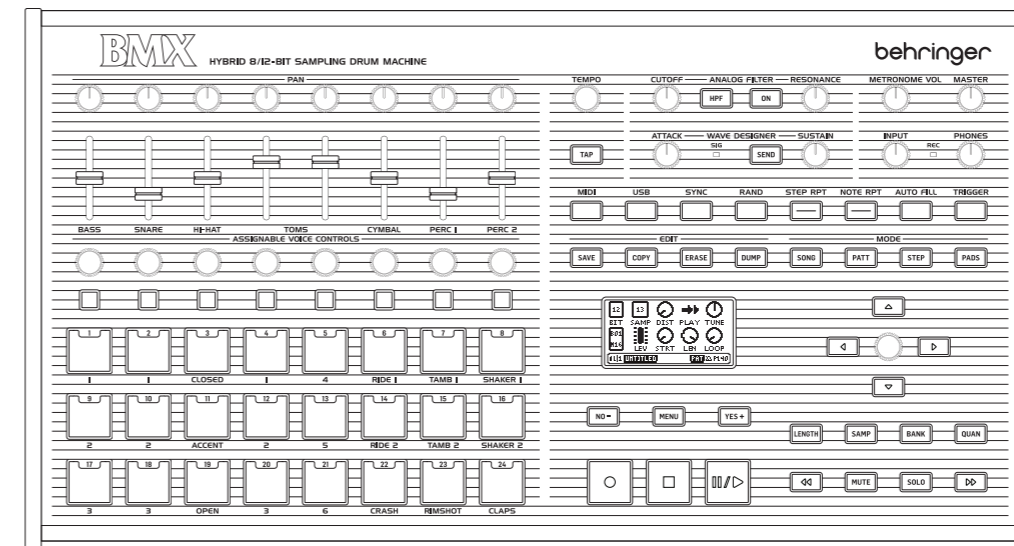 BMX HYBRID 8/12-BIT SAMPLING DRUM MACHINE
behringer
PAN
TEMPO
CUTOFF ANALOG FILTER RESONANCE
METRONOME VOL MASTER
HPF ON
ATTACK WAVE DESIGNER SUSTAIN
SIG
SEND
INPUT PHONES
REC
TAP
MIDI USB SYNC RAND STEP RPT NOTE RPT AUTO FILL TRIGGER
BASS SNARE HI-HAT TOMS CYMBAL PERC 1 PERC 2
ASSIGNABLE VOICE CONTROLS
EDIT MODE
SAVE COPY ERASE DUMP SONG PATT STEP PADS
12 13
BIT SAMP DIST PLAY TUNE
B01
M16
LEV STRT LEN LOOP
UNTITLED PAT
1 2 3 4 5 6 7 8
1 1 CLOSED 1 4 RIDE 1 TAMB 1 SHAKER 1
9 10 11 12 13 14 15 16
2 2 ACCENT 2 5 RIDE 2 TAMB 2 SHAKER 2
17 18 19 20 21 22 23 24
3 3 OPEN 3 6 CRASH RIMSHOT CLAPS
NO - MENU YES +
LENGTH SAMP BANK QUAN
MUTE SOLO